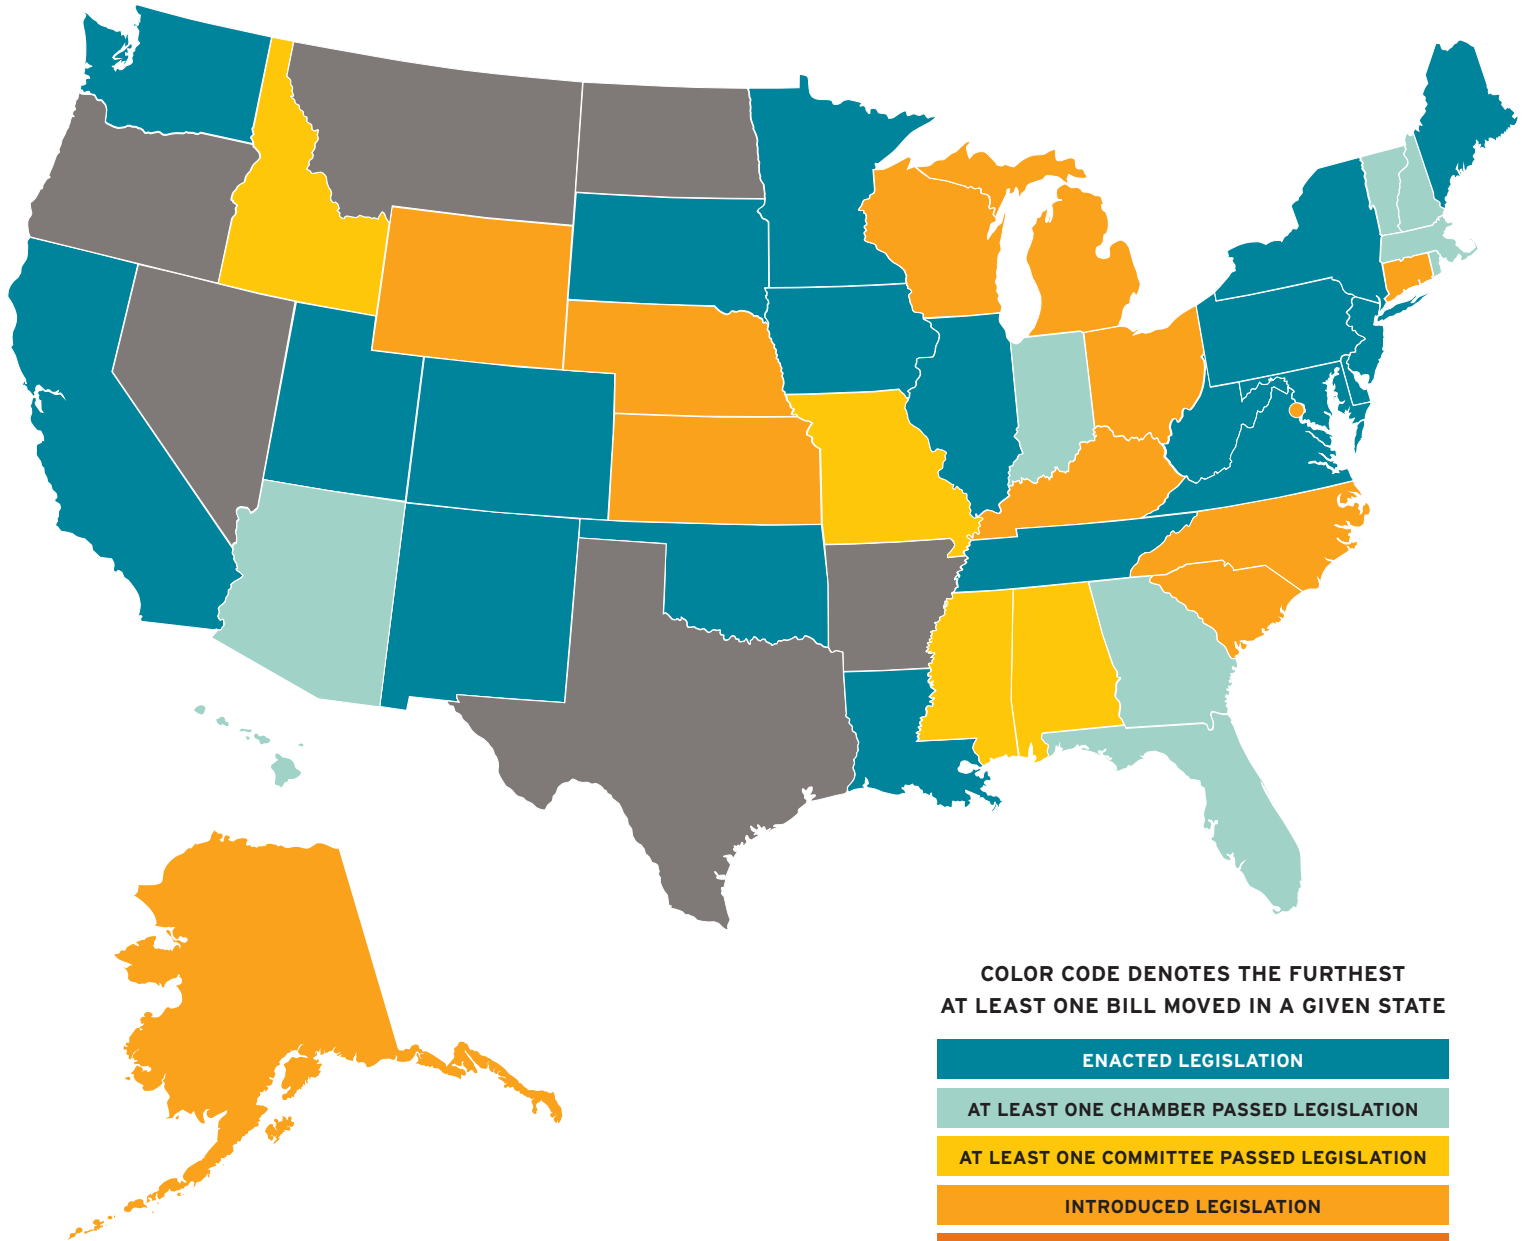 COLOR CODE DENOTES THE FURTHEST
AT LEAST ONE BILL MOVED IN A GIVEN STATE
ENACTED LEGISLATION
AT LEAST ONE CHAMBER PASSED LEGISLATION
AT LEAST ONE COMMITTEE PASSED LEGISLATION
INTRODUCED LEGISLATION